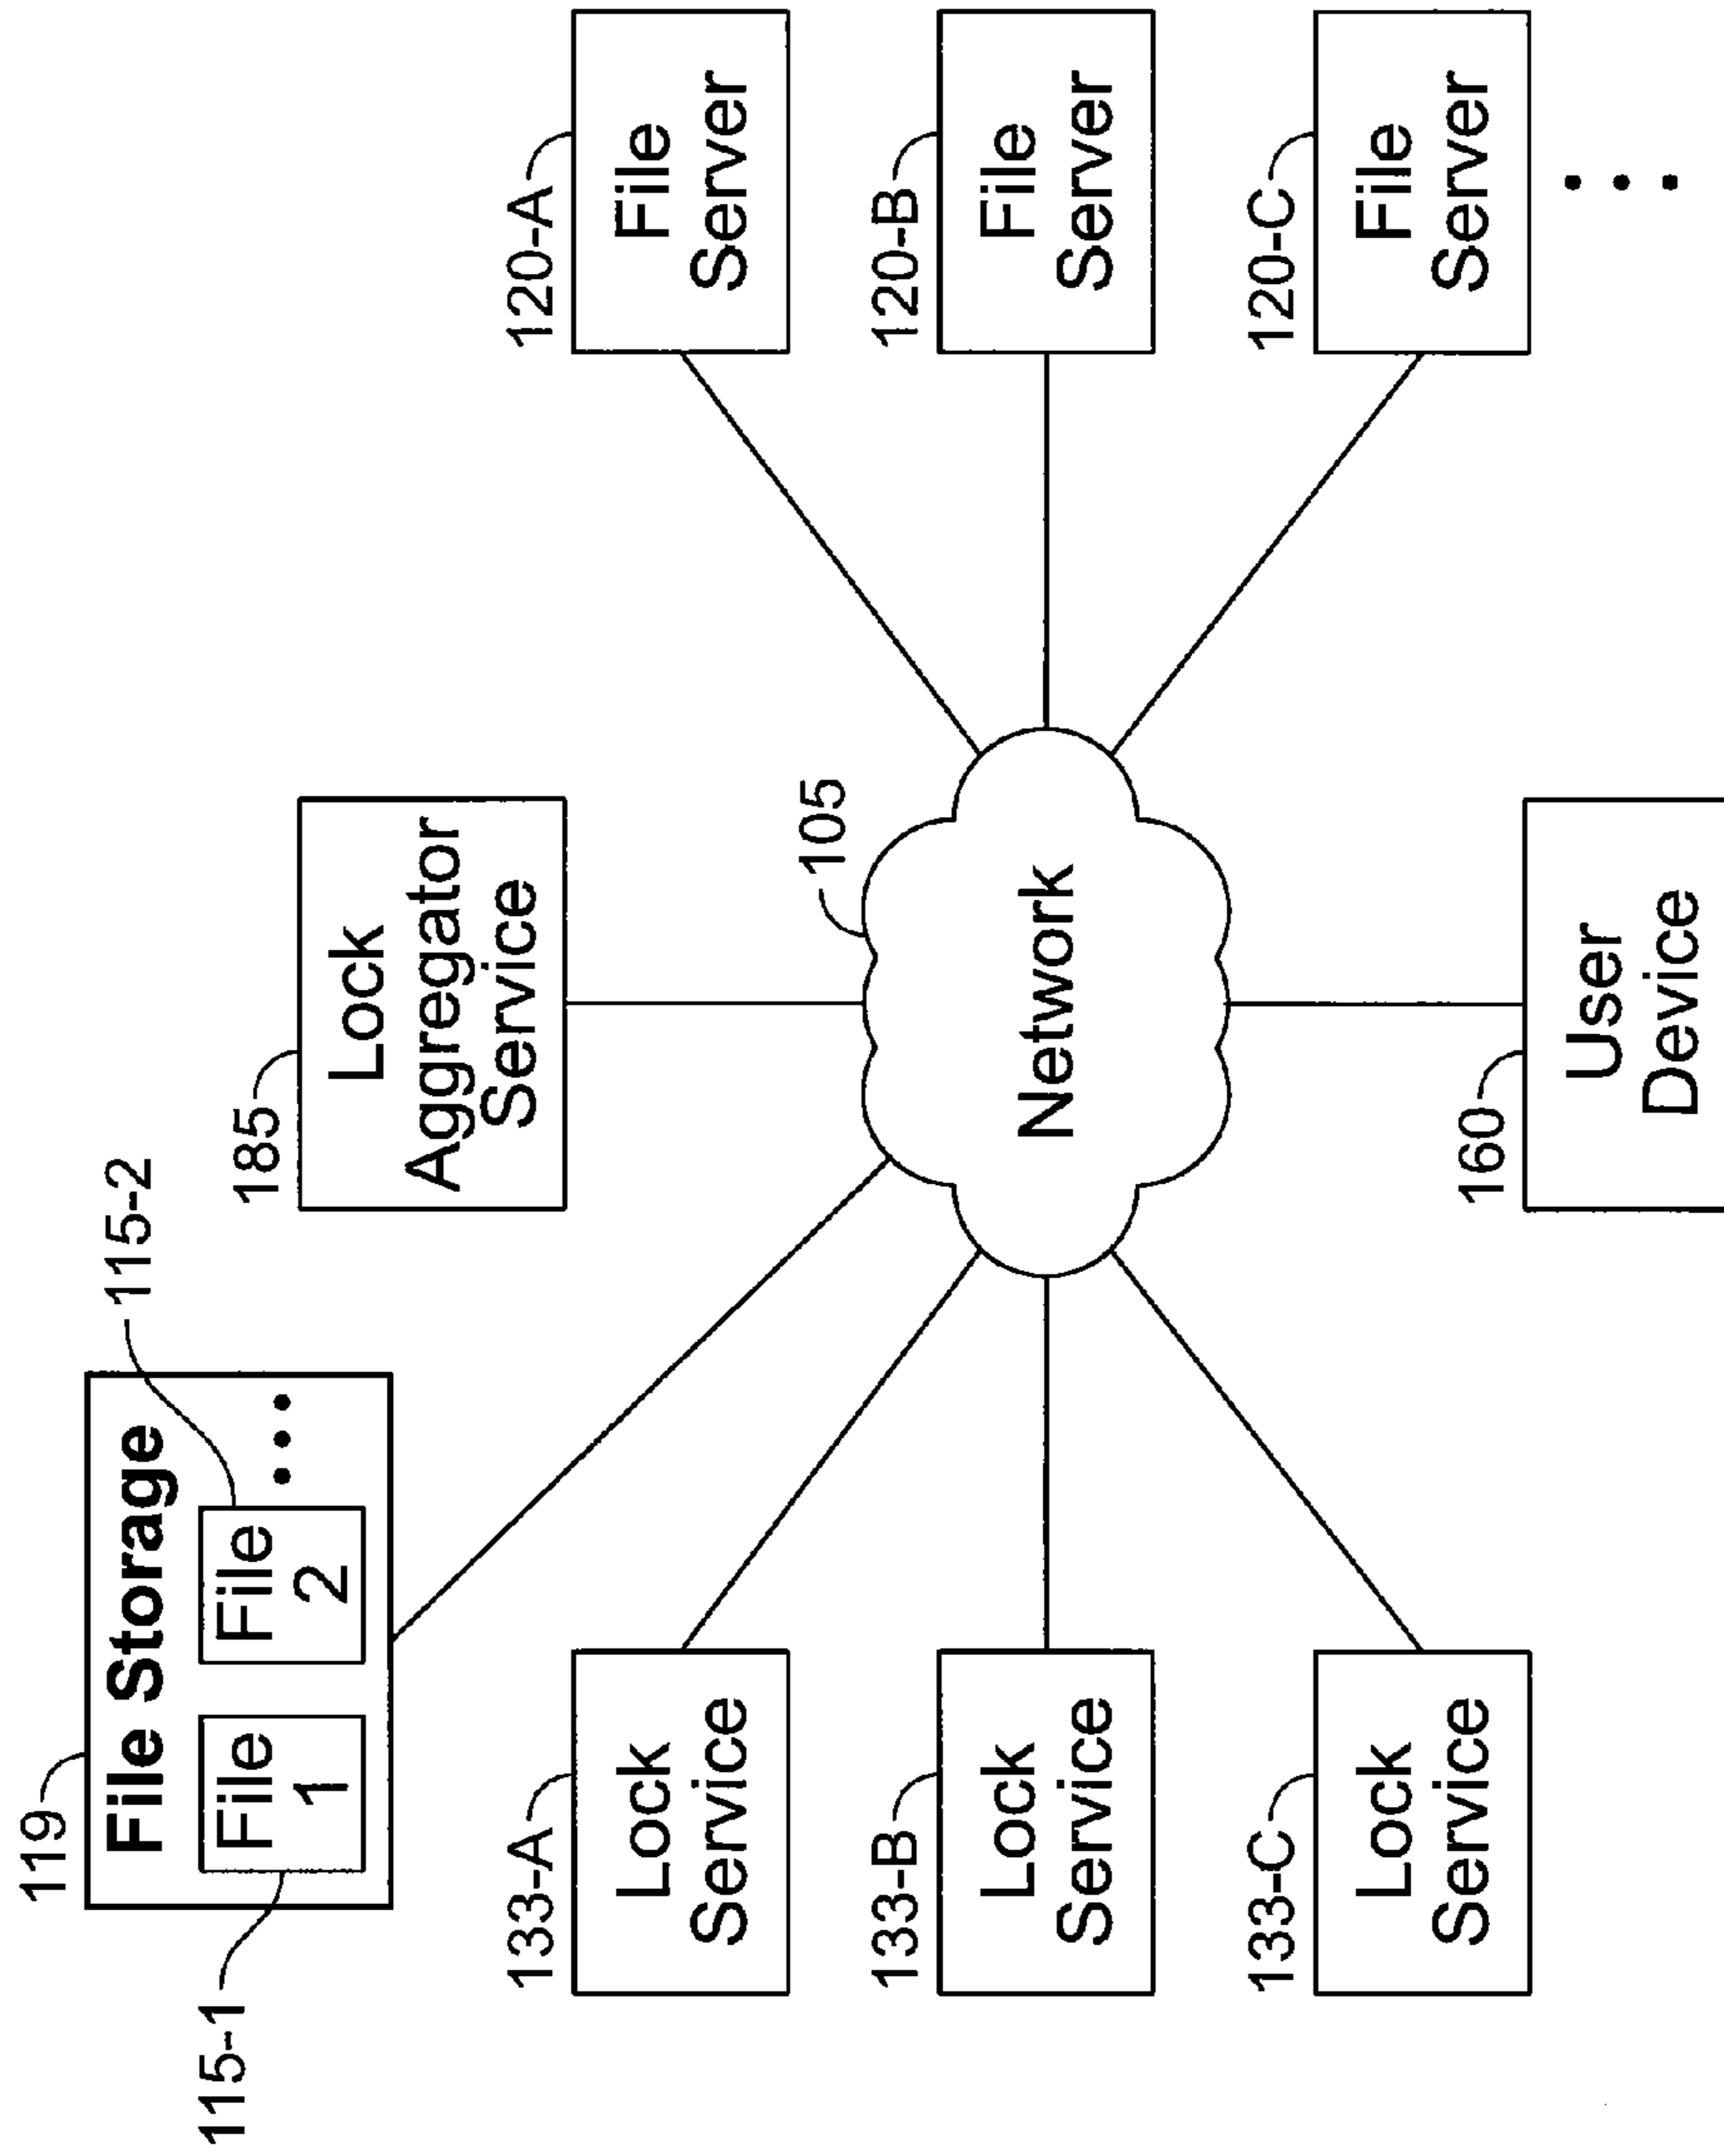 119
File Storage
File
1
File
2
...
115-1
115-2
185
Lock
Aggregator
Service
133-A
Lock
Service
133-B
Lock
Service
133-C
Lock
Service
105
Network
120-A
File
Server
120-B
File
Server
120-C
File
Server
...
160
User
Device